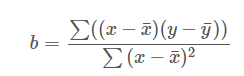 b = ∑((x − x̄)(y − ȳ)) / ∑(x − x̄)²